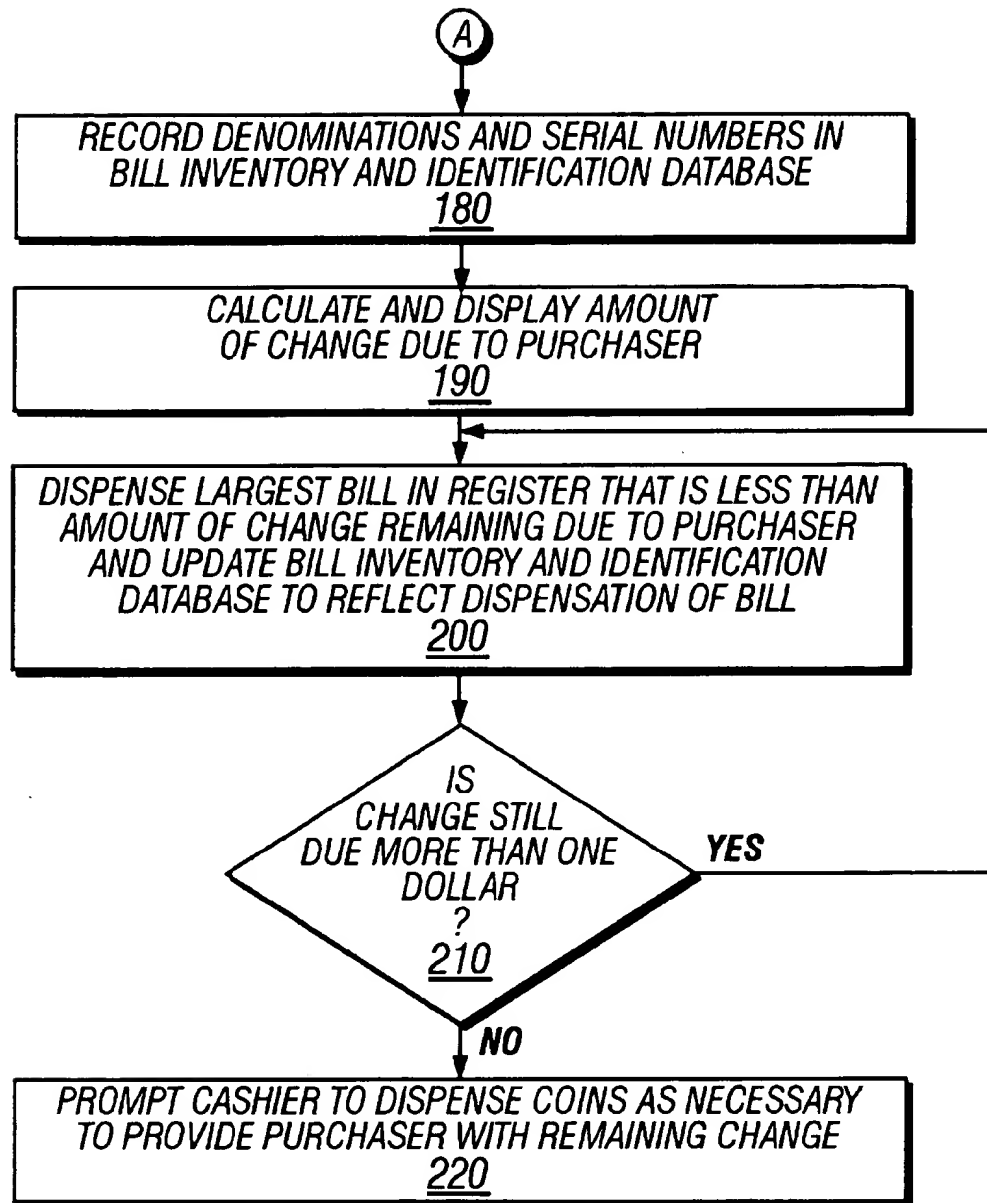 A
RECORD DENOMINATIONS AND SERIAL NUMBERS IN
BILL INVENTORY AND IDENTIFICATION DATABASE
180
CALCULATE AND DISPLAY AMOUNT
OF CHANGE DUE TO PURCHASER
190
DISPENSE LARGEST BILL IN REGISTER THAT IS LESS THAN
AMOUNT OF CHANGE REMAINING DUE TO PURCHASER
AND UPDATE BILL INVENTORY AND IDENTIFICATION
DATABASE TO REFLECT DISPENSATION OF BILL
200
IS
CHANGE STILL
DUE MORE THAN ONE
DOLLAR
?
210
YES
NO
PROMPT CASHIER TO DISPENSE COINS AS NECESSARY
TO PROVIDE PURCHASER WITH REMAINING CHANGE
220